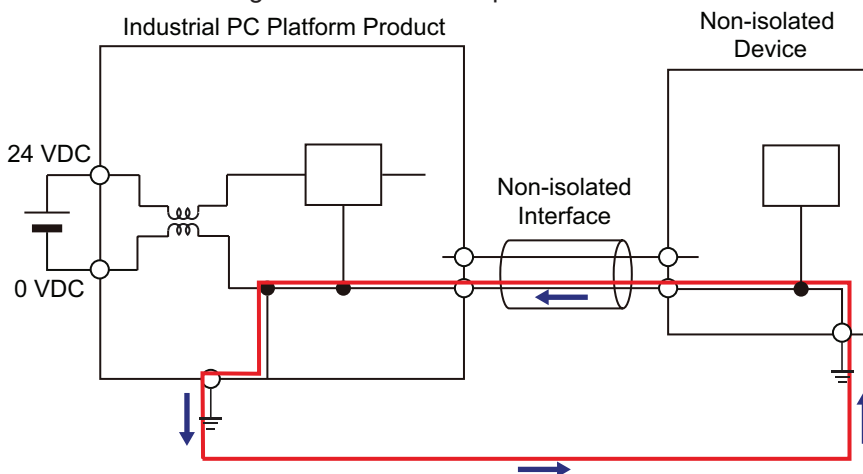 Industrial PC Platform Product
Non-isolated
Device
24 VDC
Non-isolated
Interface
0 VDC